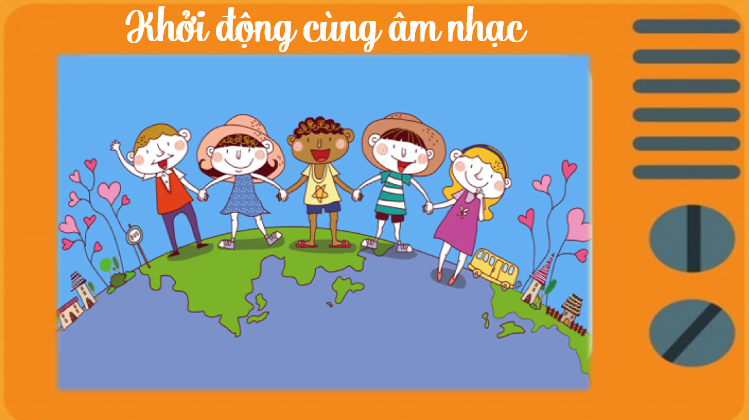 Khởi động cùng âm nhạc